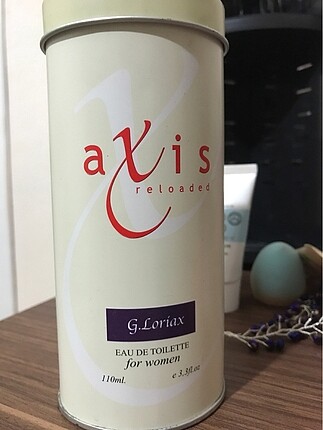 axis
reloaded
G.Loriax
EAU DE TOILETTE
for women
110ml. e 3.3fl.oz